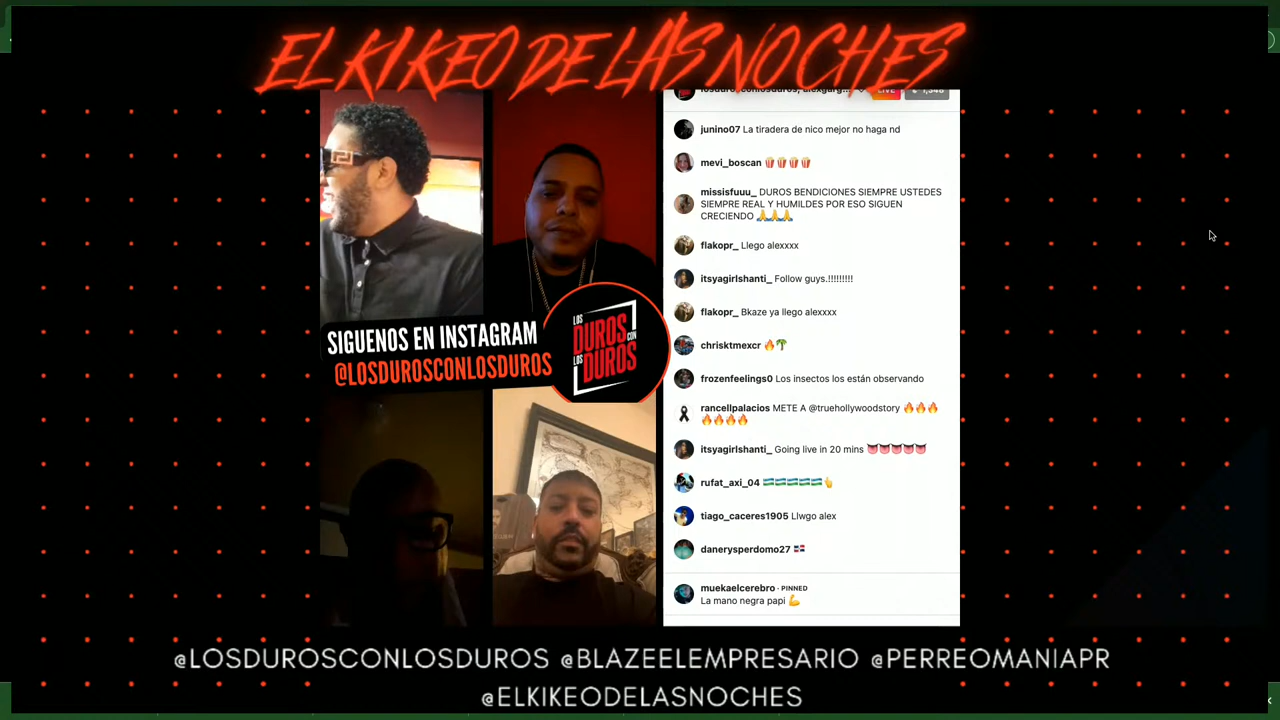 EL KIKEO DE LAS NOCHES
LIVE
junino07 La tiradera de nico mejor no haga nd
mevi_boscan 🍿🍿🍿🍿
missisfuuu_ DUROS BENDICIONES SIEMPRE USTEDES
SIEMPRE REAL Y HUMILDES POR ESO SIGUEN
CRECIENDO 🙏🙏🙏
flakopr_ Llego alexxxx
itsyagirlshanti_ Follow guys.!!!!!!!!!
flakopr_ Bkaze ya llego alexxxx
chrisktmexcr 🔥🌴
frozenfeelings0 Los insectos los están observando
rancellpalacios METE A @truehollywoodstory 🔥🔥🔥
🔥🔥🔥🔥
itsyagirlshanti_ Going live in 20 mins 👅👅👅👅👅
rufat_axi_04 🇺🇿🇺🇿🇺🇿🇺🇿🇺🇿👆
tiago_caceres1905 Llwgo alex
danerysperdomo27 🇩🇴
muekaelcerebro · PINNED
La mano negra papi 💪
SIGUENOS EN INSTAGRAM
@LOSDUROSCONLOSDUROS
LOS
DUROS
CON
LOS
DUROS
@LOSDUROSCONLOSDUROS @BLAZEELEMPRESARIO @PERREOMANIAPR
@ELKIKEODELASNOCHES